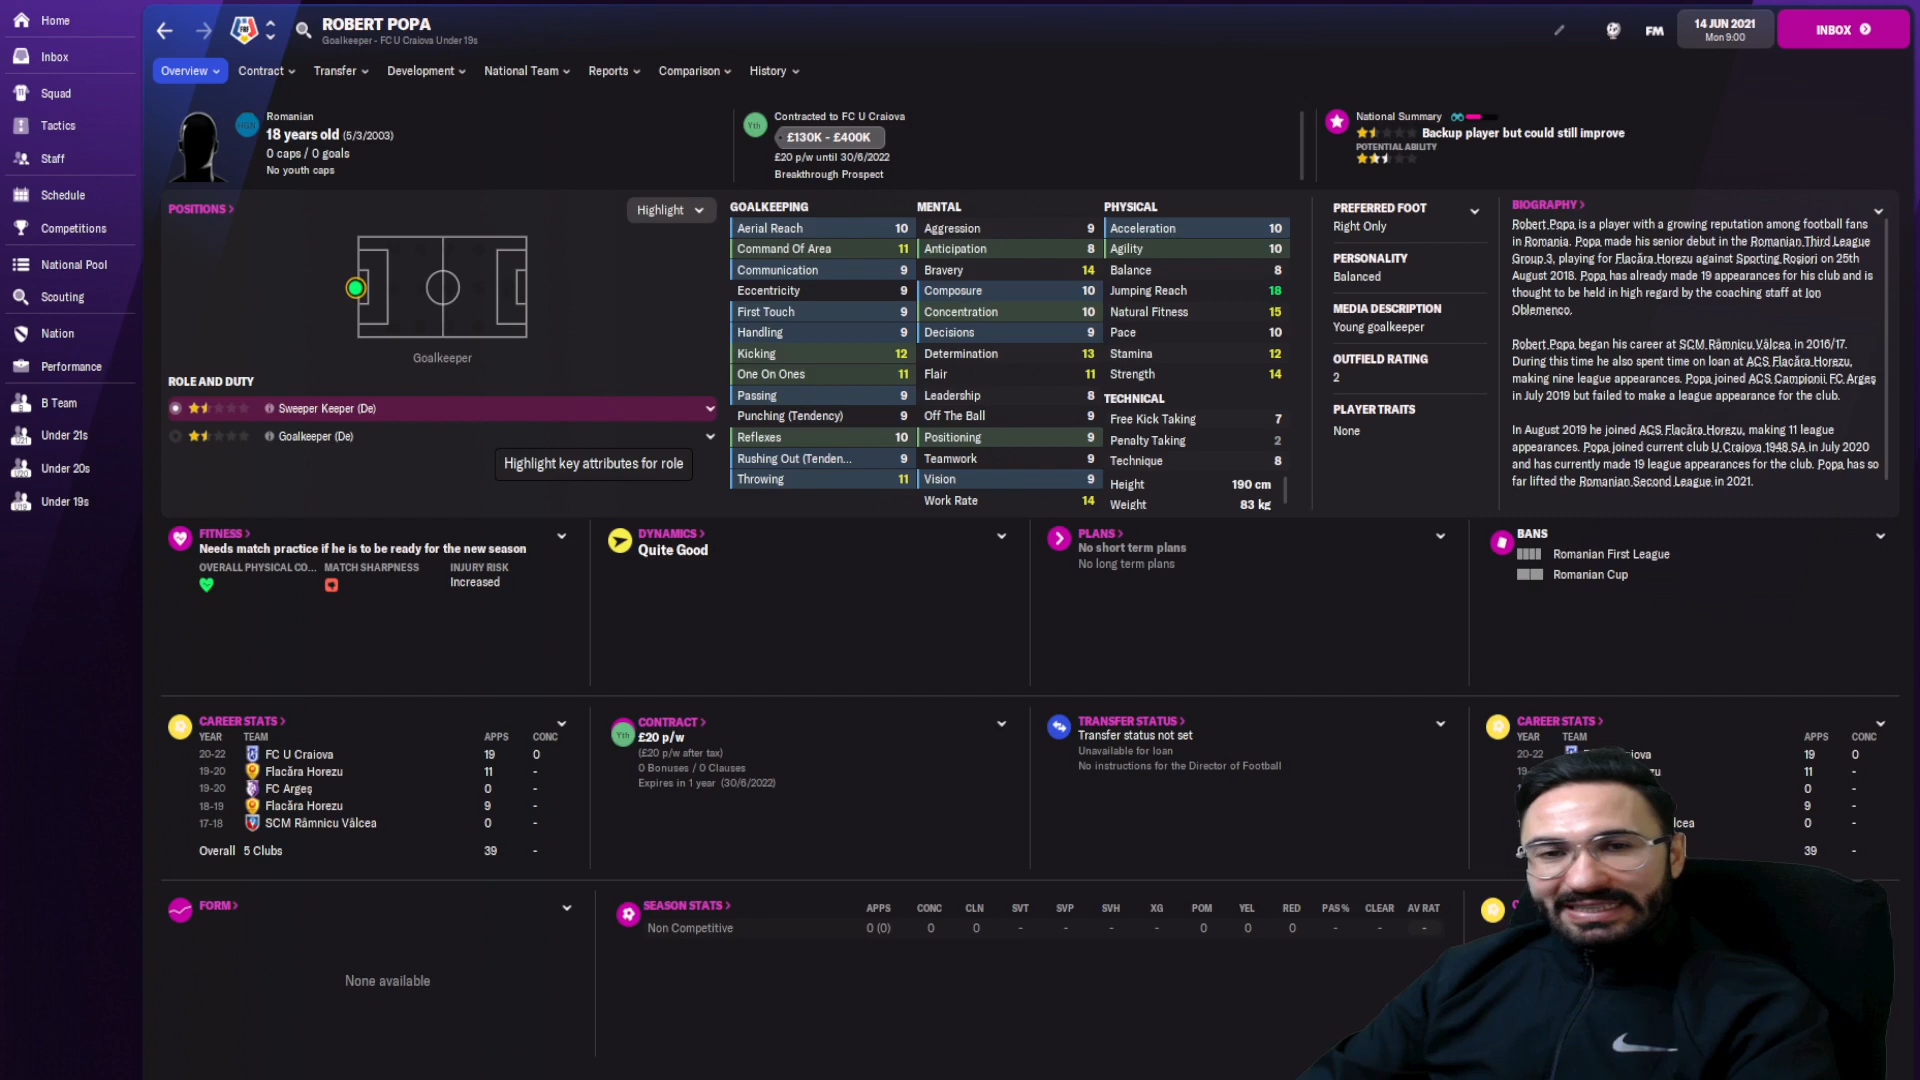 Home
Inbox
Squad
Tactics
Staff
Schedule
Competitions
National Pool
Scouting
Nation
Performance
B Team
Under 21s
Under 20s
Under 19s
ROBERT POPA
Goalkeeper - FC U Craiova Under 19s
FM
14 JUN 2021
Mon 9:00
INBOX
Overview
Contract
Transfer
Development
National Team
Reports
Comparison
History
Romanian
18 years old (5/3/2003)
0 caps / 0 goals
No youth caps
Yth
Contracted to FC U Craiova
£130K - £400K
£20 p/w until 30/6/2022
Breakthrough Prospect
National Summary
Backup player but could still improve
POTENTIAL ABILITY
POSITIONS
Highlight
Goalkeeper
ROLE AND DUTY
Sweeper Keeper (De)
Goalkeeper (De)
Highlight key attributes for role
GOALKEEPING
Aerial Reach 10
Command Of Area 11
Communication 9
Eccentricity 9
First Touch 9
Handling 9
Kicking 12
One On Ones 11
Passing 9
Punching (Tendency) 9
Reflexes 10
Rushing Out (Tenden... 9
Throwing 11
MENTAL
Aggression 9
Anticipation 8
Bravery 14
Composure 10
Concentration 10
Decisions 9
Determination 13
Flair 11
Leadership 8
Off The Ball 9
Positioning 9
Teamwork 9
Vision 9
Work Rate 14
PHYSICAL
Acceleration 10
Agility 10
Balance 8
Jumping Reach 18
Natural Fitness 15
Pace 10
Stamina 12
Strength 14
TECHNICAL
Free Kick Taking 7
Penalty Taking 2
Technique 8
Height 190 cm
Weight 83 kg
PREFERRED FOOT
Right Only
PERSONALITY
Balanced
MEDIA DESCRIPTION
Young goalkeeper
OUTFIELD RATING
2
PLAYER TRAITS
None
BIOGRAPHY
Robert Popa is a player with a growing reputation among football fans
in Romania. Popa made his senior debut in the Romanian Third League
Group 3, playing for Flacăra Horezu against Sporting Roșiori on 25th
August 2018. Popa has already made 19 appearances for his club and is
thought to be held in high regard by the coaching staff at Ion
Oblemenco.
Robert Popa began his career at SCM Râmnicu Vâlcea in 2016/17.
During this time he also spent time on loan at ACS Flacăra Horezu,
making nine league appearances. Popa joined ACS Campionii FC Argeș
in July 2019 but failed to make a league appearance for the club.
In August 2019 he joined ACS Flacăra Horezu, making 11 league
appearances. Popa joined current club U Craiova 1948 SA in July 2020
and has currently made 19 league appearances for the club. Popa has so
far lifted the Romanian Second League in 2021.
FITNESS
Needs match practice if he is to be ready for the new season
OVERALL PHYSICAL CO... MATCH SHARPNESS INJURY RISK
Increased
DYNAMICS
Quite Good
PLANS
No short term plans
No long term plans
BANS
Romanian First League
Romanian Cup
CAREER STATS
YEAR TEAM APPS CONC
20-22 FC U Craiova 19 0
19-20 Flacăra Horezu 11 -
19-20 FC Argeș 0 -
18-19 Flacăra Horezu 9 -
17-18 SCM Râmnicu Vâlcea 0 -
Overall 5 Clubs 39 -
CONTRACT
Yth
£20 p/w
(£20 p/w after tax)
0 Bonuses / 0 Clauses
Expires in 1 year (30/6/2022)
TRANSFER STATUS
Transfer status not set
Unavailable for loan
No instructions for the Director of Football
CAREER STATS
YEAR TEAM APPS CONC
20-22 19 0
11 -
0 -
9 -
0 -
39 -
FORM
None available
SEASON STATS APPS CONC CLN SVT SVP SVH XG POM YEL RED PAS % CLEAR AV RAT
Non Competitive 0 (0) 0 0 - - - - 0 0 0 - - -